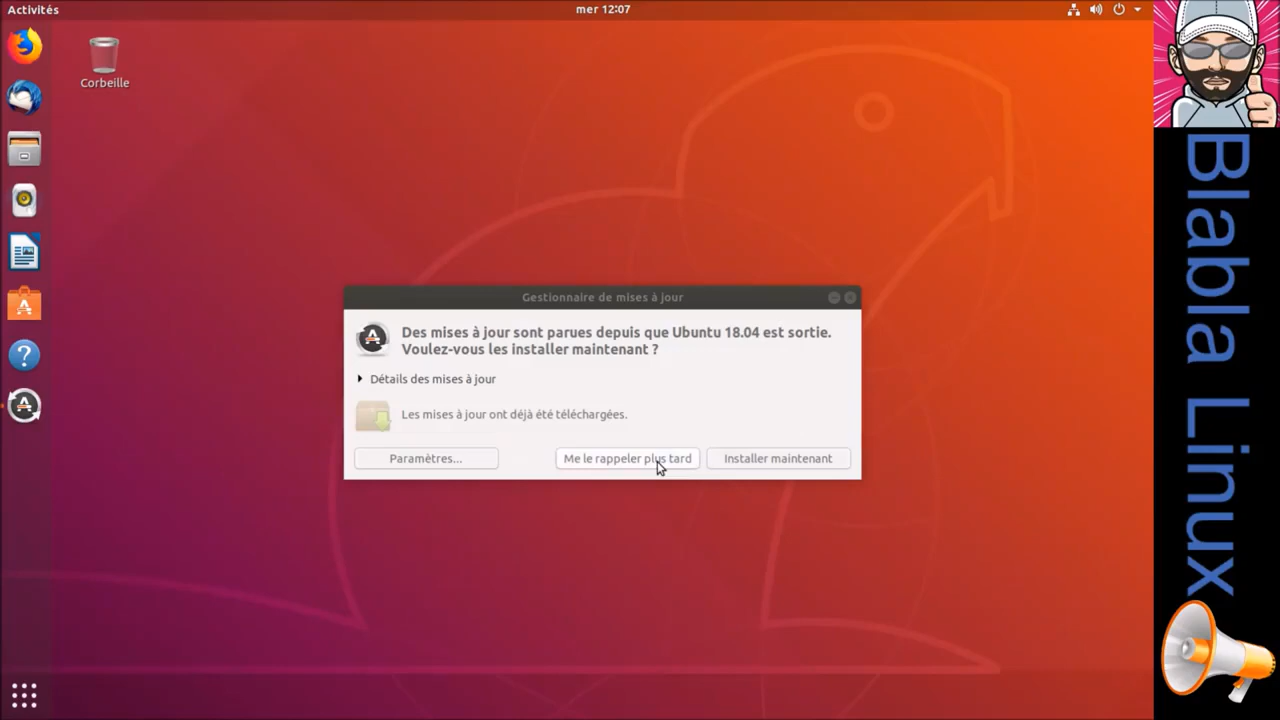 Activités
mer 12:07
Corbeille
Gestionnaire de mises à jour
Des mises à jour sont parues depuis que Ubuntu 18.04 est sortie.
Voulez-vous les installer maintenant ?
Détails des mises à jour
Les mises à jour ont déjà été téléchargées.
Paramètres...
Me le rappeler plus tard
Installer maintenant
Blabla Linux